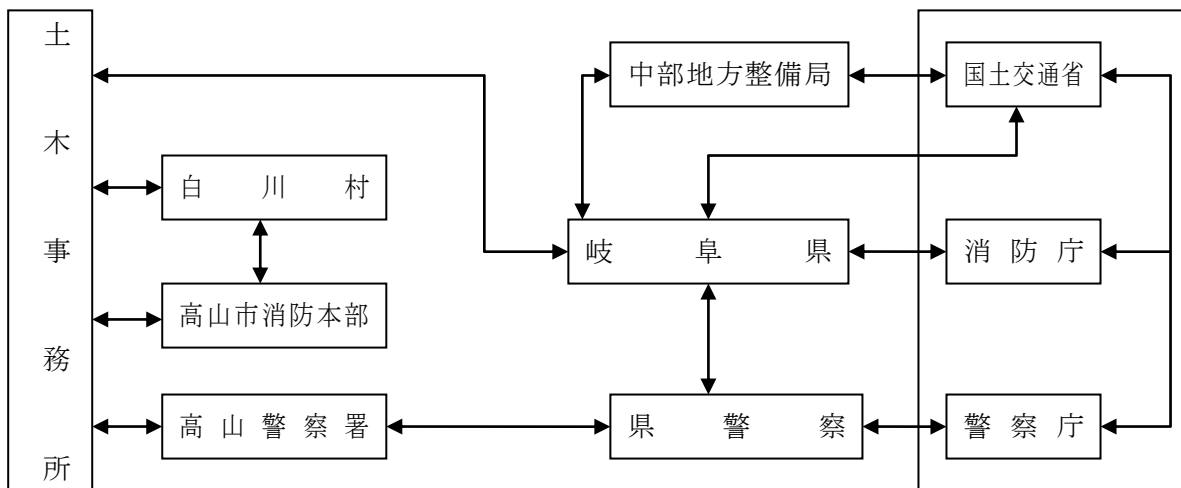 土木事務所
中部地方整備局
国土交通省
白川村
岐阜県
消防庁
高山市消防本部
高山警察署
県警察
警察庁